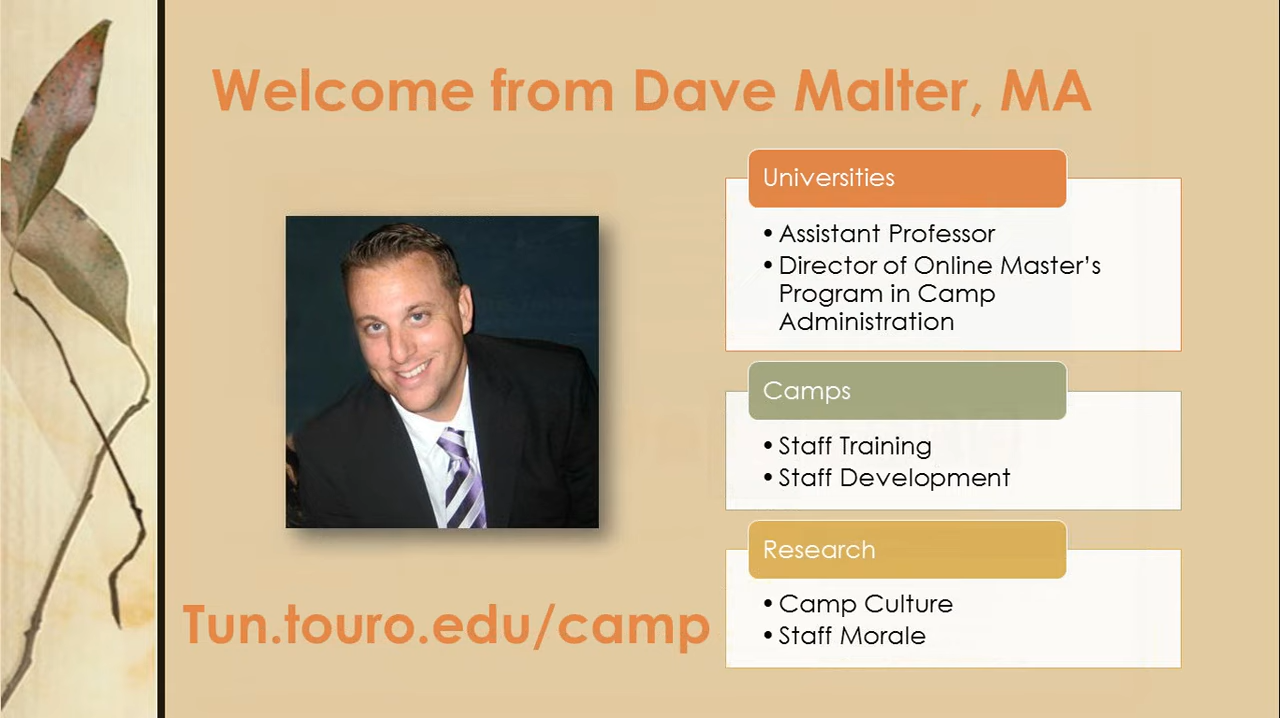 Welcome from Dave Malter, MA
Universities
• Assistant Professor
• Director of Online Master's
Program in Camp
Administration
Camps
• Staff Training
• Staff Development
Research
• Camp Culture
• Staff Morale
Tun.touro.edu/camp